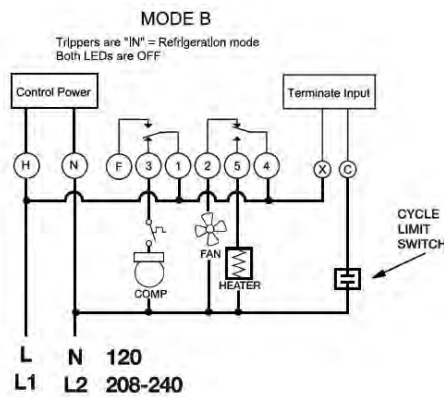 MODE B
Trippers are "IN" = Refrigeration mode
Both LEDs are OFF
Control Power
Terminate Input
H
N
F
3
1
2
5
4
X
C
FAN
COMP
HEATER
CYCLE
LIMIT
SWITCH
L N 120
L1 L2 208-240